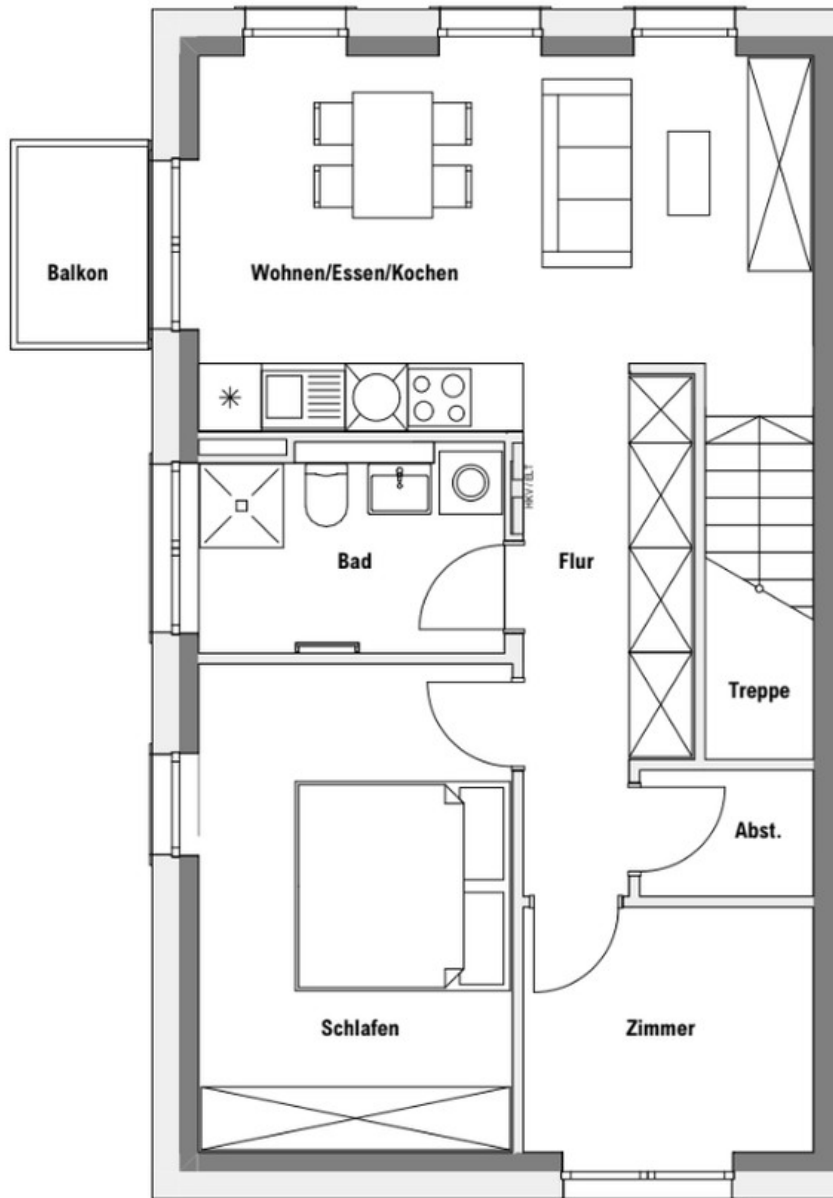 Balkon
Wohnen/Essen/Kochen
HKV / ELT
Bad
Flur
Treppe
Abst.
Schlafen
Zimmer